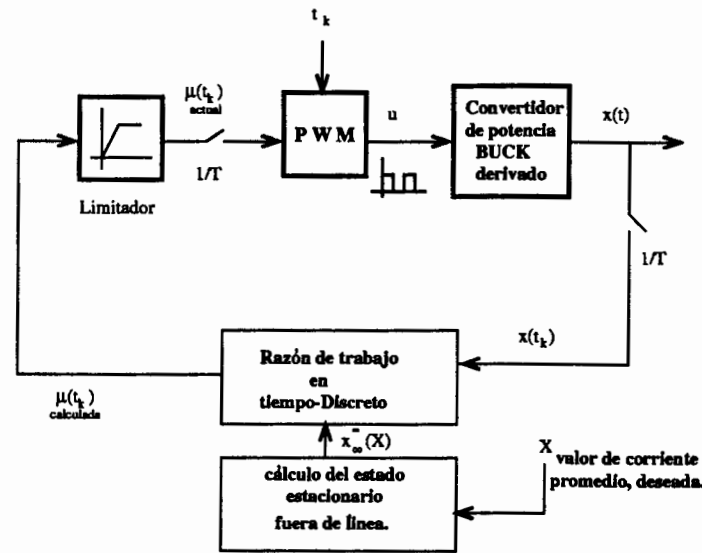 t k
μ(t k)
actual
P W M
u
Convertidor
de potencia
BUCK
derivado
x(t)
1/T
Limitador
1/T
x(t k)
Razón de trabajo
en
tiempo-Discreto
μ(t k)
calculada
x̄∞(X)
cálculo del estado
estacionario
fuera de línea.
X valor de corriente
promedio, deseada.